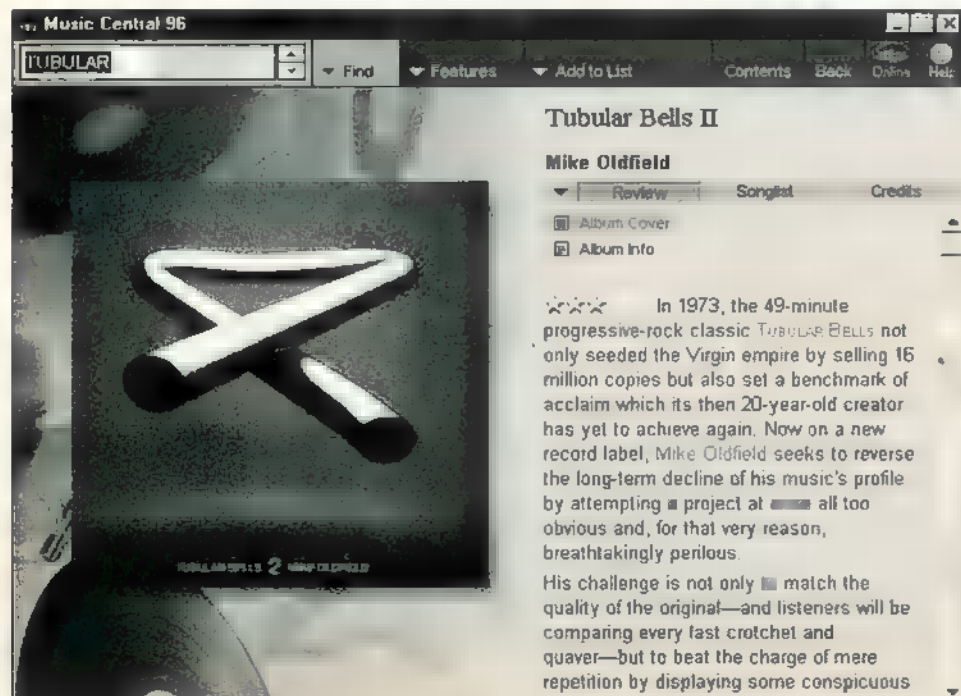 Music Central 96
TUBULAR
Find
Features
Add to List
Contents
Back
Online
Help
Tubular Bells II
Mike Oldfield
Review
Songlist
Credits
Album Cover
Album Info
In 1973, the 49-minute
progressive-rock classic TUBULAR BELLS not
only seeded the Virgin empire by selling 16
million copies but also set a benchmark of
acclaim which its then 20-year-old creator
has yet to achieve again. Now on a new
record label, Mike Oldfield seeks to reverse
the long-term decline of his music's profile
by attempting a project at all too
obvious and, for that very reason,
breathtakingly perilous.
His challenge is not only match the
quality of the original—and listeners will be
comparing every last crotchet and
quaver—but to beat the charge of mere
repetition by displaying some conspicuous
TUBULAR BELLS 2 MIKE OLDFIELD